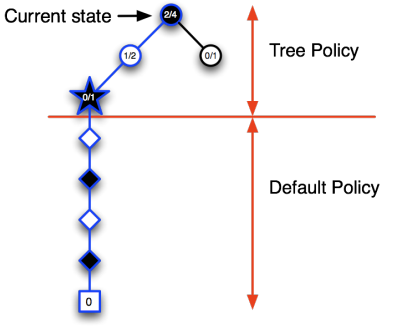 Current state
2/4
1/2
0/1
0/1
Tree Policy
Default Policy
0